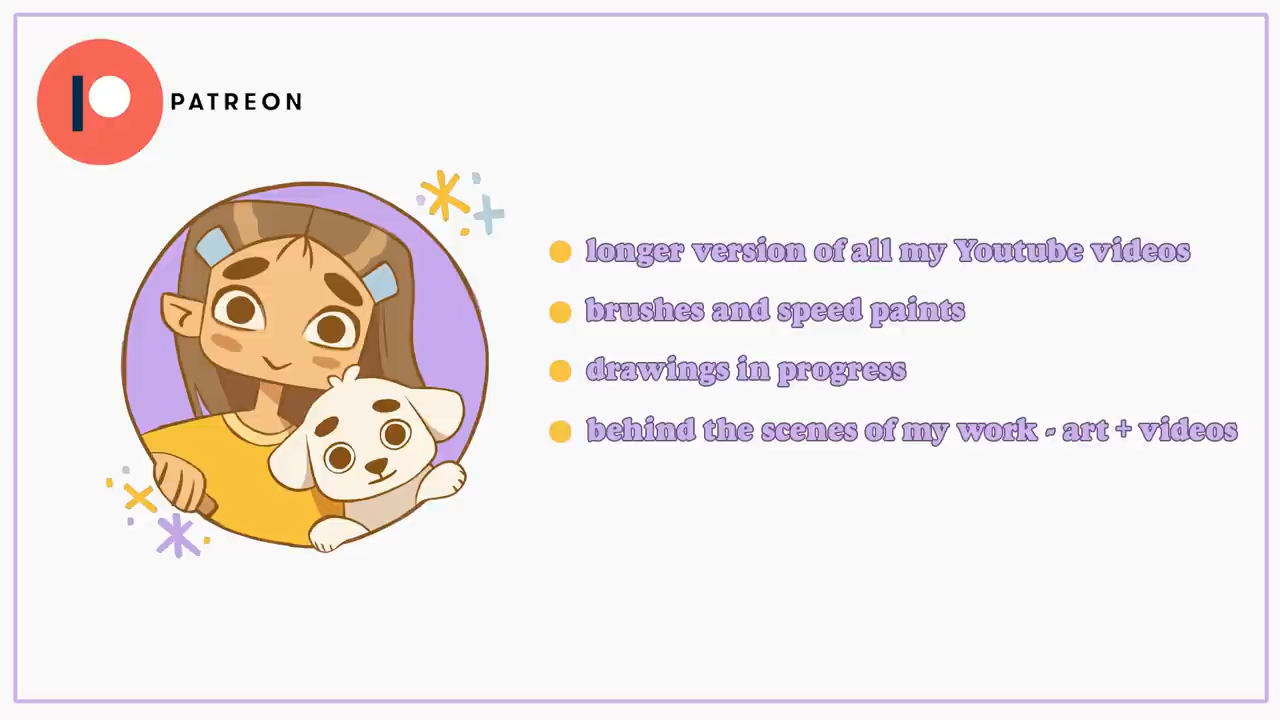 PATREON
longer version of all my Youtube videos
brushes and speed paints
drawings in progress
behind the scenes of my work - art + videos